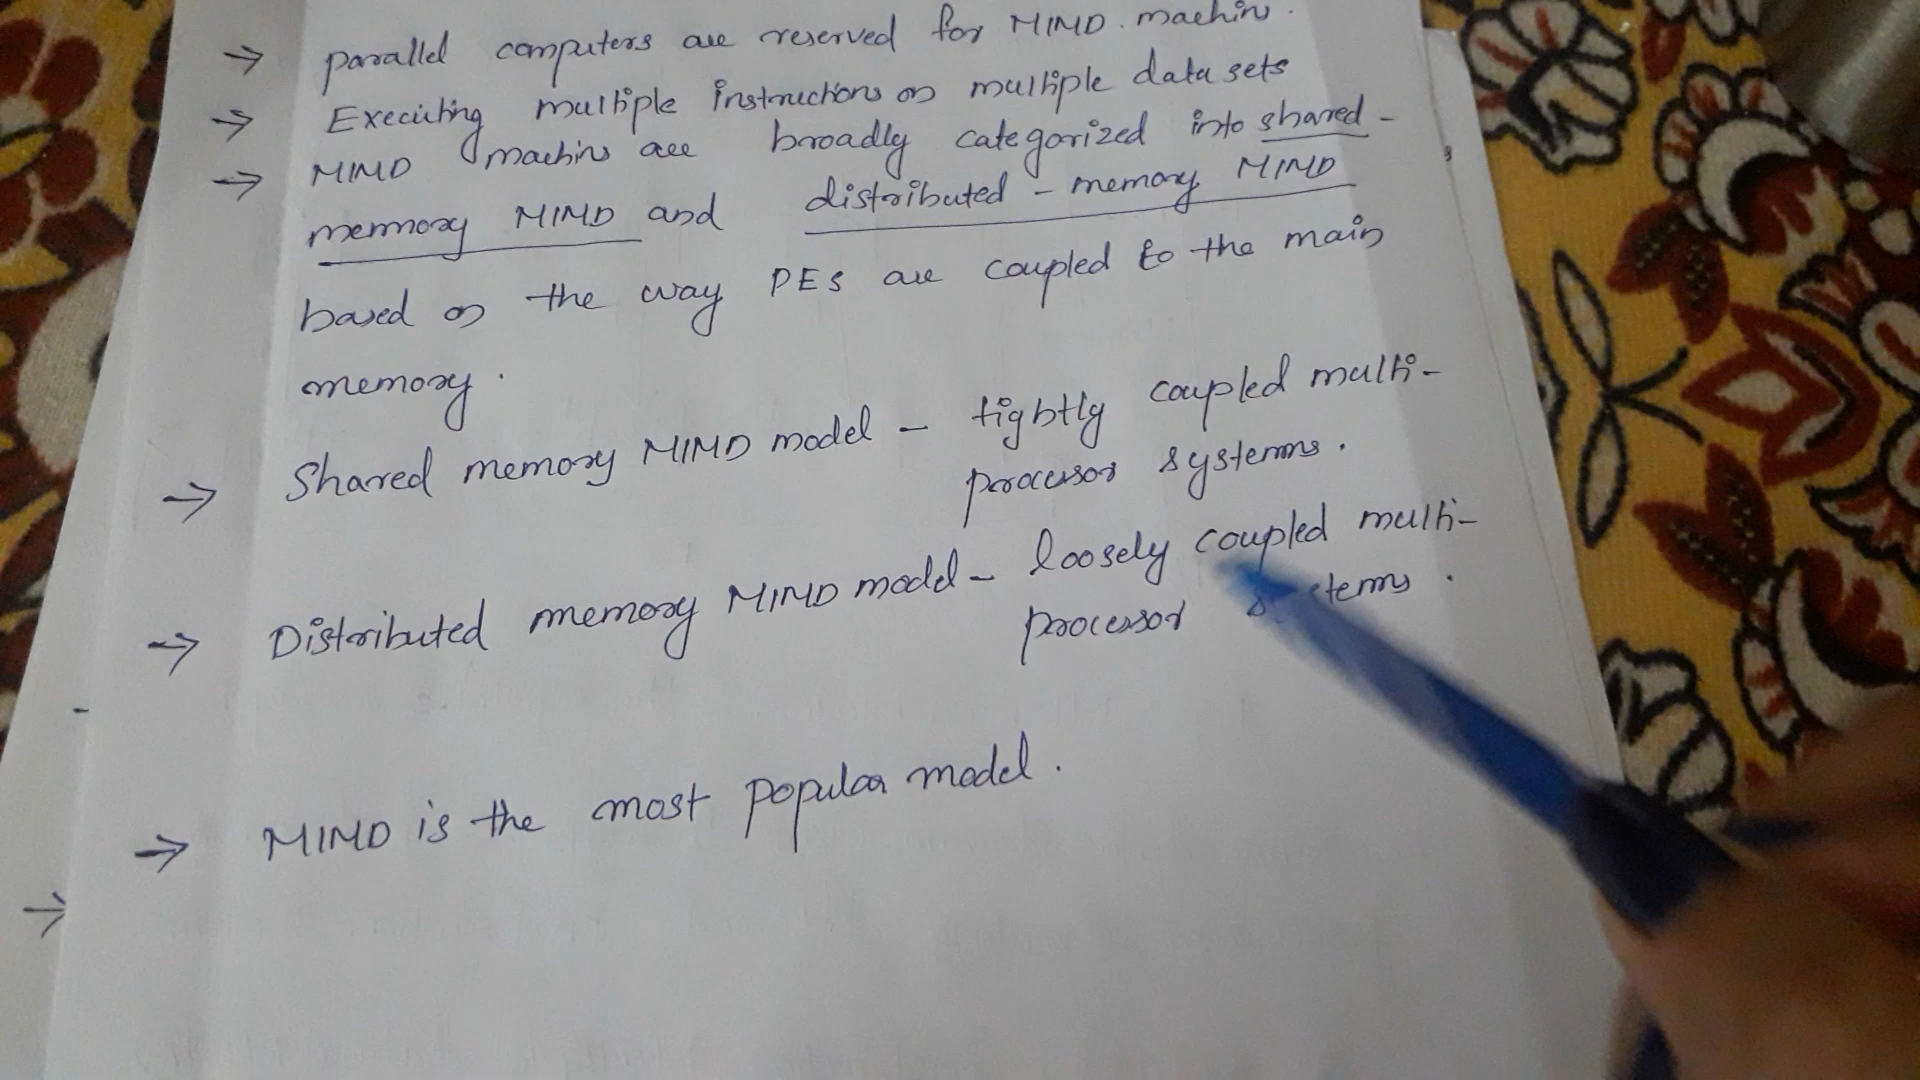 → parallel computers are reserved for MIMD machins.
→ Executing multiple instructions on multiple data sets
→ MIMD machins are broadly categorized into shared-
memory MIMD and distributed - memory MIMD
based on the way PEs are coupled to the main
memory.
→ Shared memory MIMD model - tightly coupled multi-
processor systems.
→ Distributed memory MIMD model - loosely coupled multi-
processor systems.
→ MIMD is the most popular model.
→